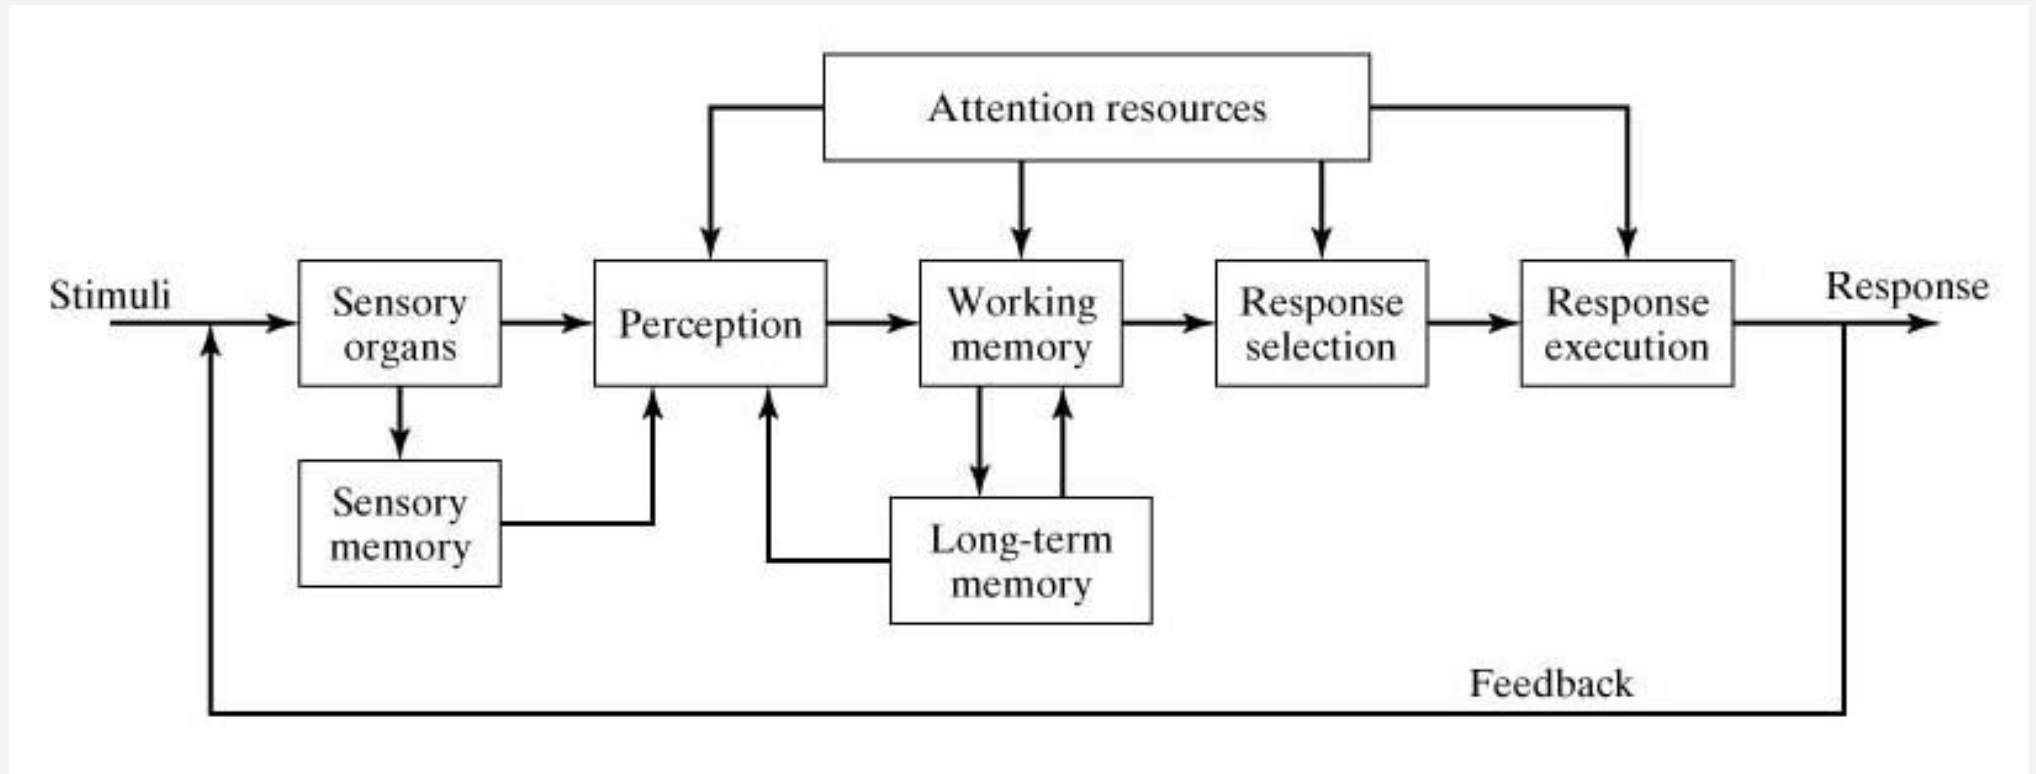 Attention resources
Stimuli
Sensory
organs
Perception
Working
memory
Response
selection
Response
execution
Response
Sensory
memory
Long-term
memory
Feedback